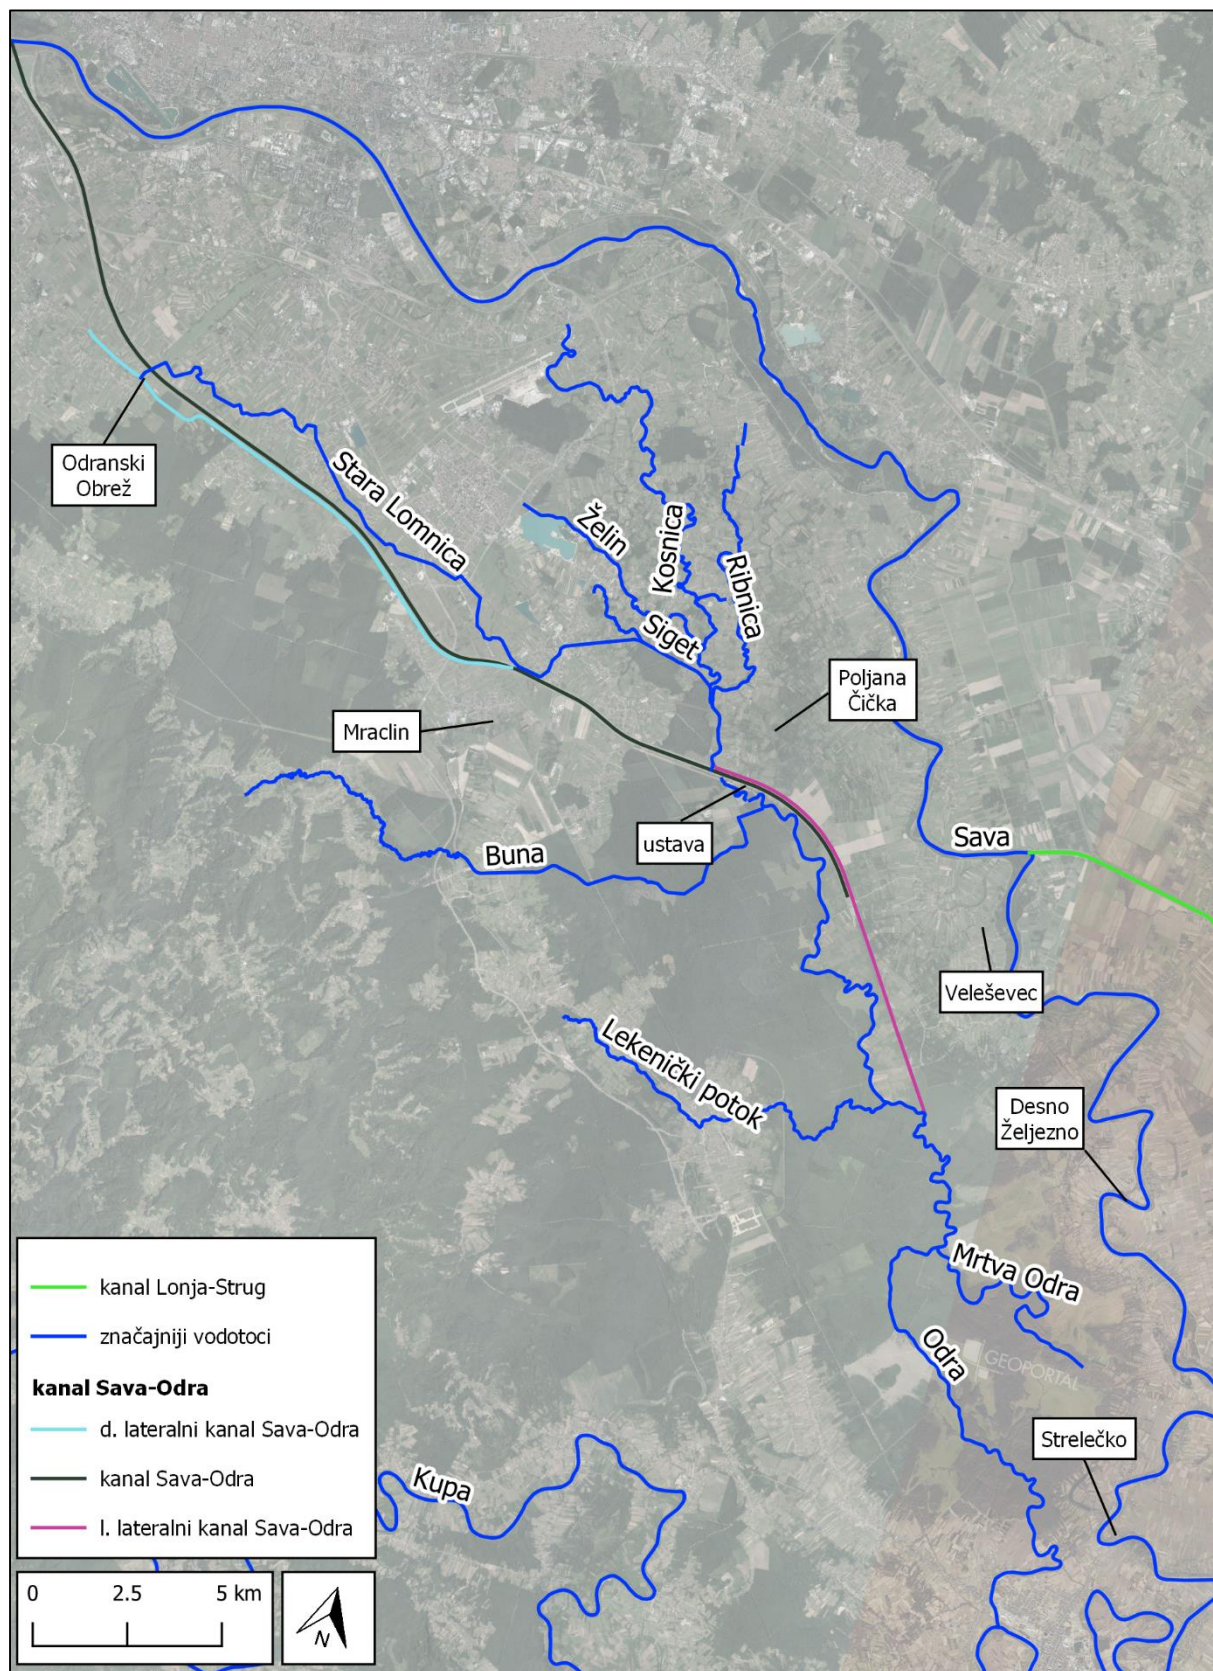 Odranski
Obrež
Stara Lomnica
Želin
Kosnica
Ribnica
Siget
Poljana
Čička
Mraclin
ustava
Buna
Sava
Veleševec
Lekenički potok
Desno
Željezno
Mrtva Odra
Odra
GEOPORTAL
Strelečko
Kupa
kanal Lonja-Strug
značajniji vodotoci
kanal Sava-Odra
d. lateralni kanal Sava-Odra
kanal Sava-Odra
l. lateralni kanal Sava-Odra
0 2.5 5 km
N